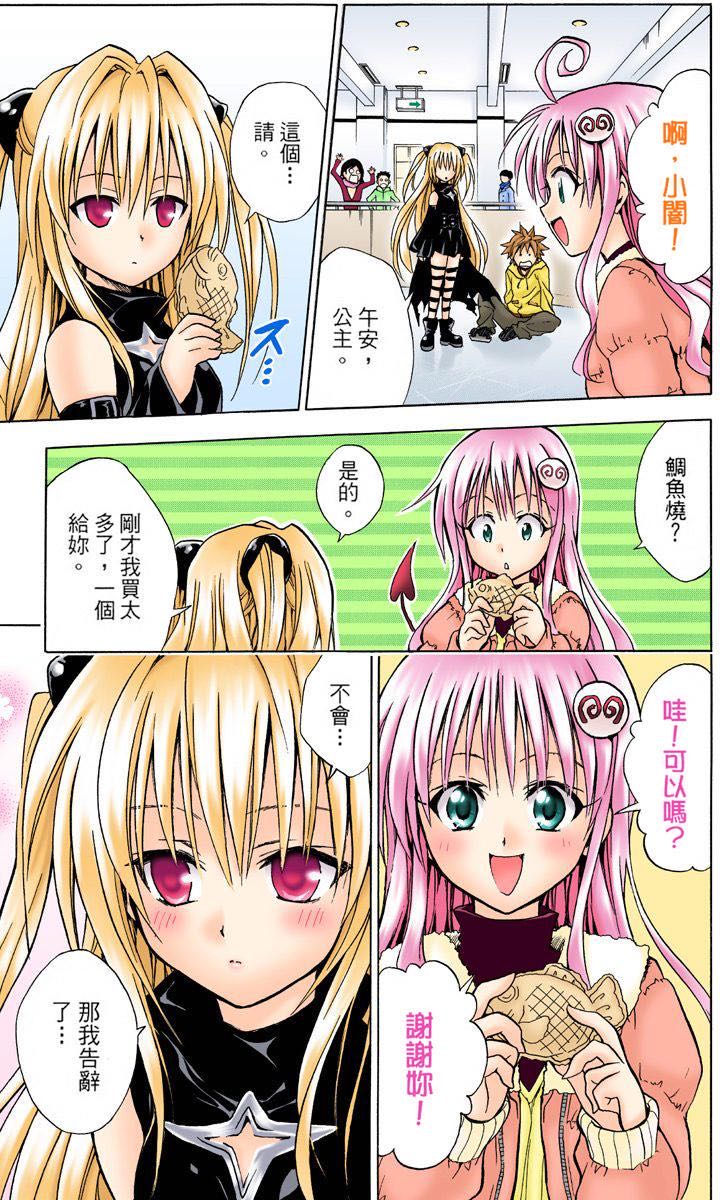 啊，小闇！
午安，
公主。
這個…
請。
ス…
鯛魚燒？
是的。
剛才我買太
多了，一個
給妳。
哇！可以嗎？
謝謝妳！
不會…
那我告辭
了…